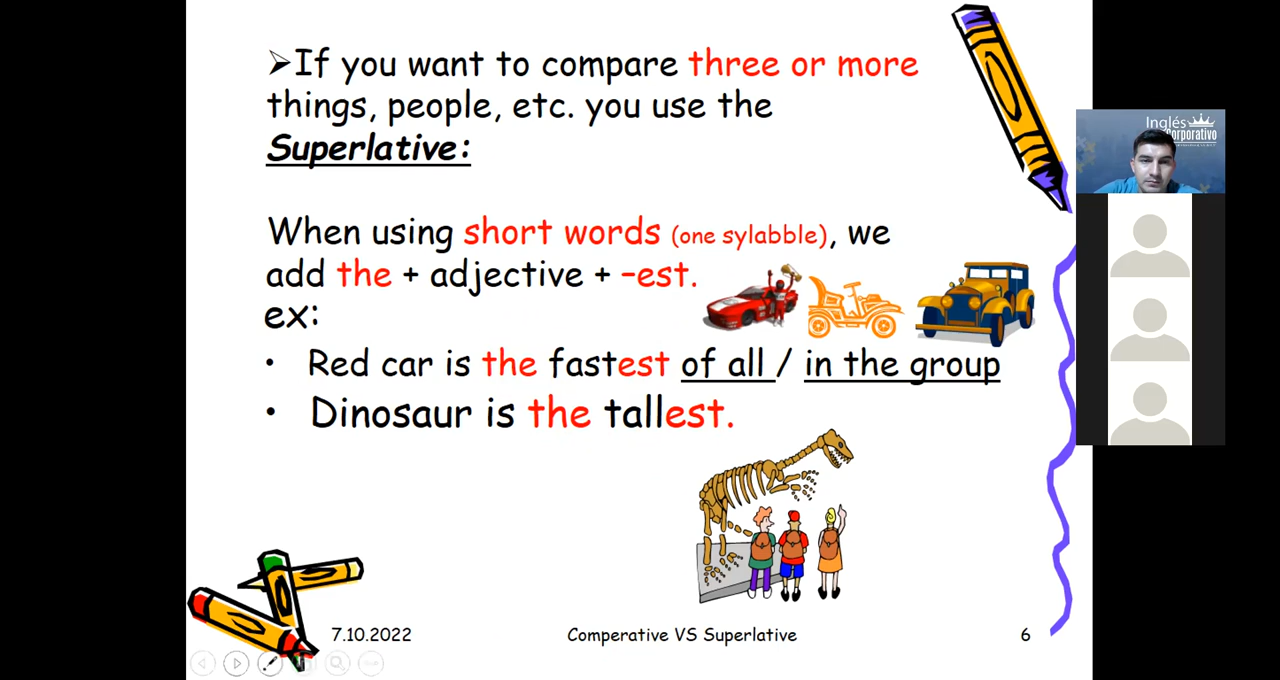 ➢If you want to compare three or more
things, people, etc. you use the
Superlative:
When using short words (one sylabble), we
add the + adjective + –est.
ex:
• Red car is the fastest of all / in the group
• Dinosaur is the tallest.
7.10.2022
Comperative VS Superlative
6
Inglés
Corporativo